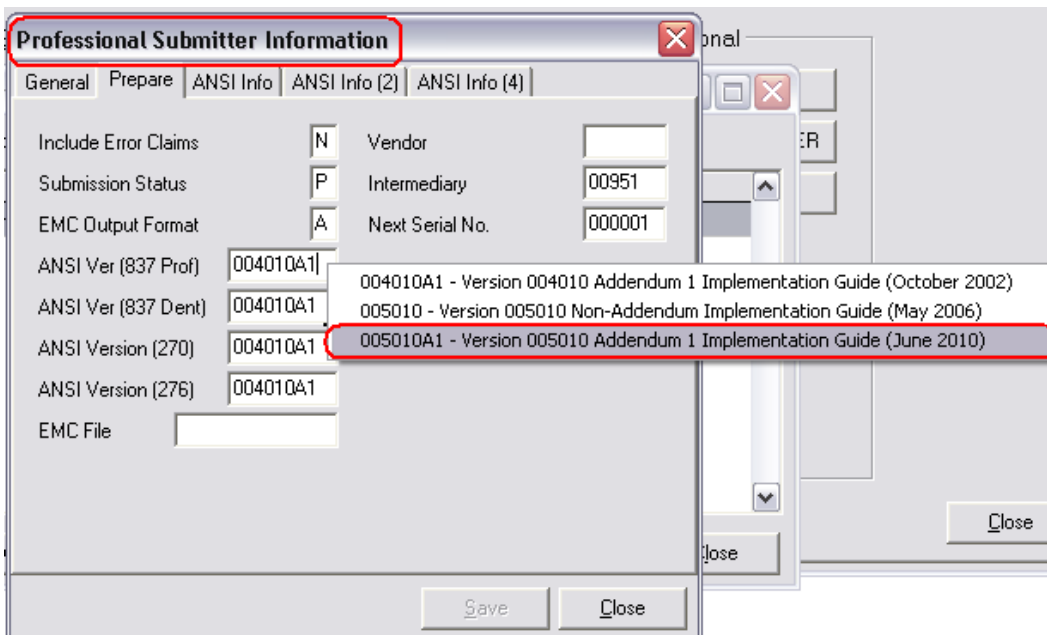 Professional Submitter Information
onal
General Prepare ANSI Info ANSI Info (2) ANSI Info (4)
Include Error Claims N Vendor
ER
Submission Status P Intermediary 00951
EMC Output Format A Next Serial No. 000001
ANSI Ver (837 Prof) 004010A1
004010A1 - Version 004010 Addendum 1 Implementation Guide (October 2002)
ANSI Ver (837 Dent) 004010A1
005010 - Version 005010 Non-Addendum Implementation Guide (May 2006)
ANSI Version (270) 004010A1
005010A1 - Version 005010 Addendum 1 Implementation Guide (June 2010)
ANSI Version (276) 004010A1
EMC File
Close
lose
Save Close